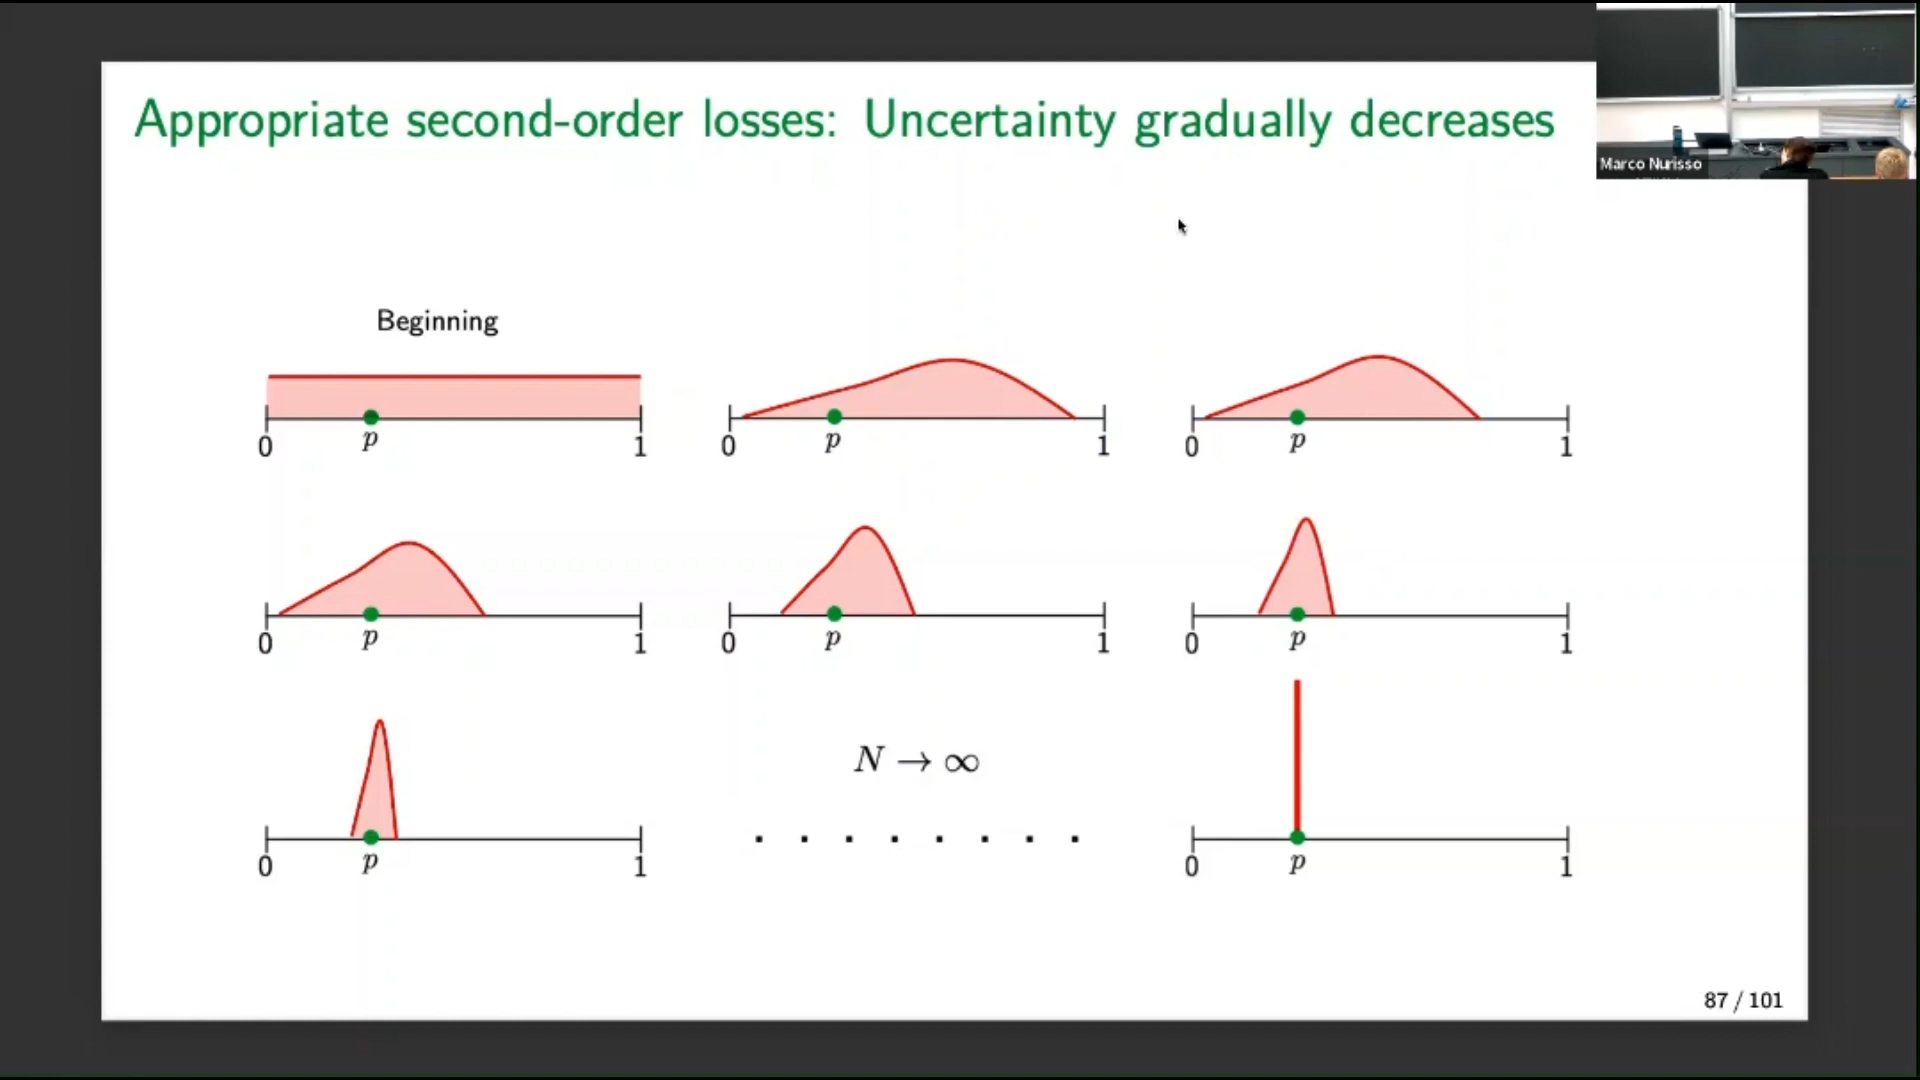 Appropriate second-order losses: Uncertainty gradually decreases
Marco Nurisso
Beginning
0 p 1
0 p 1
0 p 1
0 p 1
0 p 1
0 p 1
0 p 1
N → ∞
. . . . . . . .
0 p 1
87 / 101